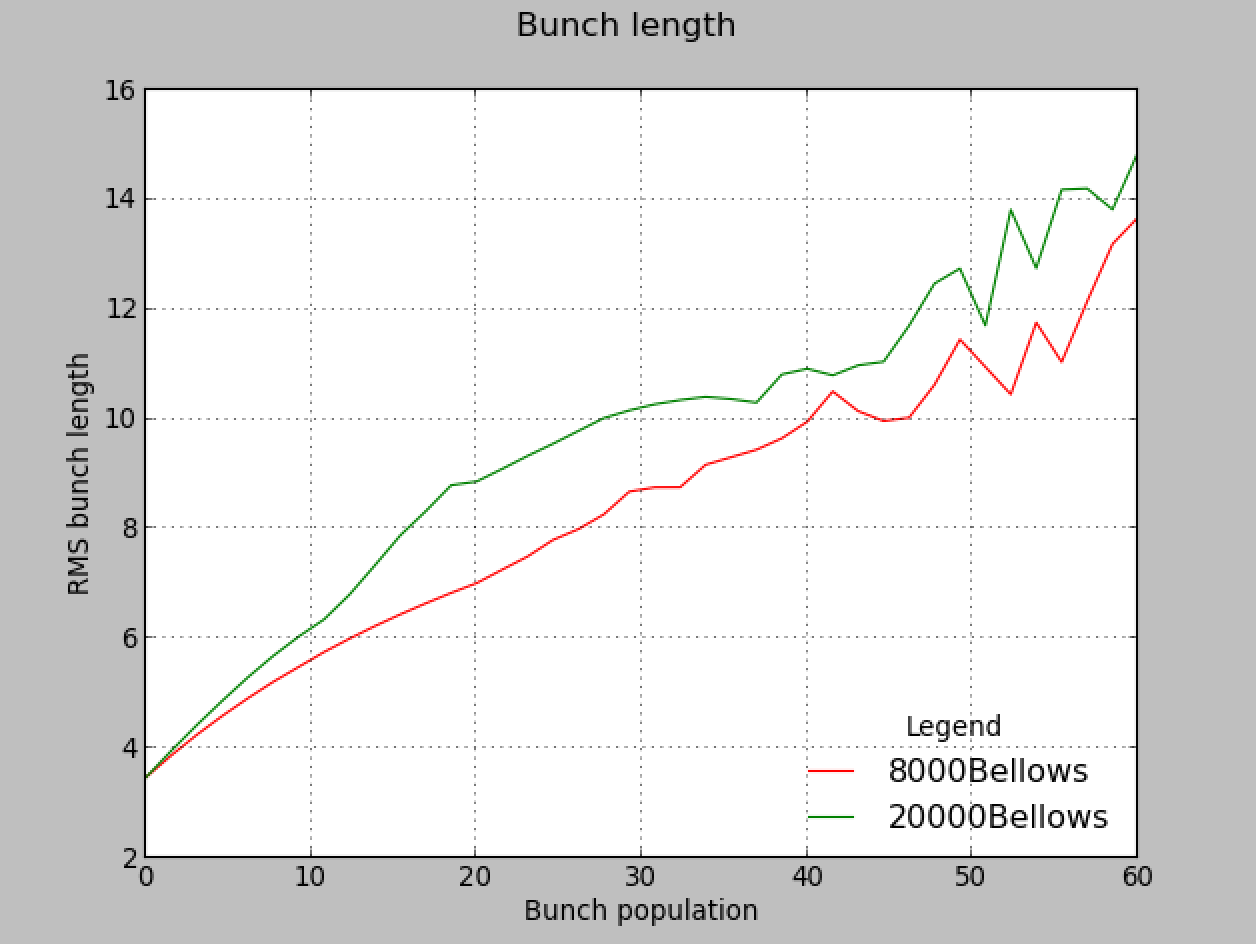 Bunch length
16
14
12
10
8
6
4
2
RMS bunch length
Legend
8000Bellows
20000Bellows
0 10 20 30 40 50 60
Bunch population